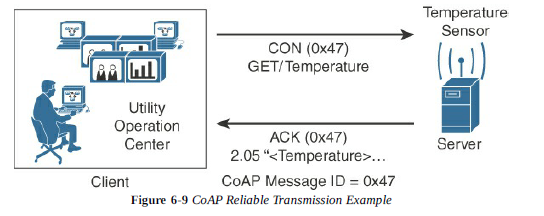 Temperature
Sensor
CON (0x47)
GET/Temperature
Utility
Operation
Center
ACK (0x47)
2.05 “<Temperature>...
Server
Client
CoAP Message ID = 0x47
Figure 6-9 CoAP Reliable Transmission Example